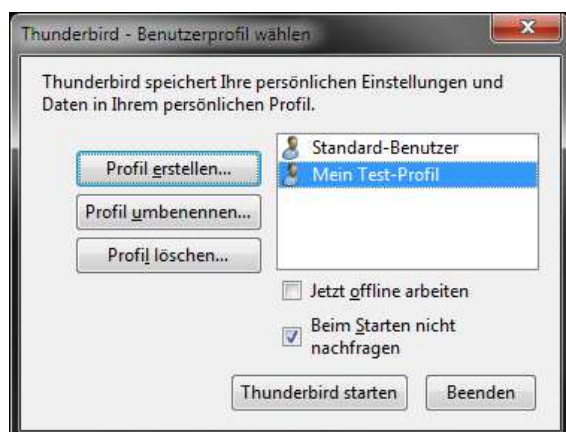 Thunderbird - Benutzerprofil wählen
Thunderbird speichert Ihre persönlichen Einstellungen und
Daten in Ihrem persönlichen Profil.
Profil erstellen...
Profil umbenennen...
Profil löschen...
Standard-Benutzer
Mein Test-Profil
Jetzt offline arbeiten
Beim Starten nicht
nachfragen
Thunderbird starten
Beenden